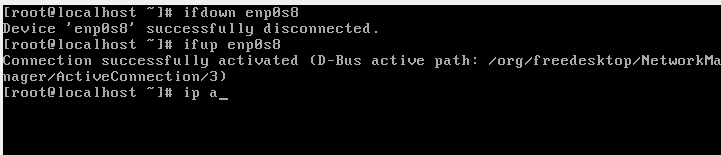 [root@localhost ~]# ifdown enp0s8
Device 'enp0s8' successfully disconnected.
[root@localhost ~]# ifup enp0s8
Connection successfully activated (D-Bus active path: /org/freedesktop/NetworkMa
nager/ActiveConnection/3)
[root@localhost ~]# ip a_